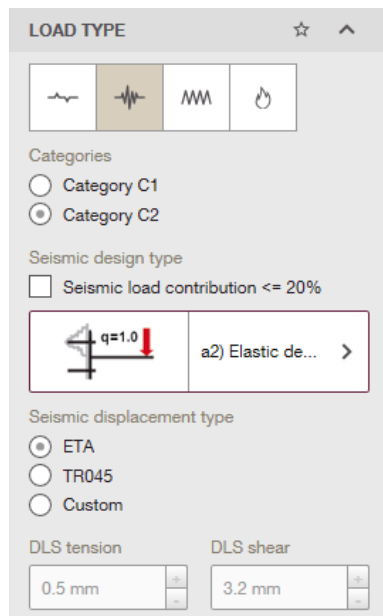 LOAD TYPE
Categories
Category C1
Category C2
Seismic design type
Seismic load contribution <= 20%
q=1.0
a2) Elastic de...
Seismic displacement type
ETA
TR045
Custom
DLS tension DLS shear
0.5 mm + - 3.2 mm + -